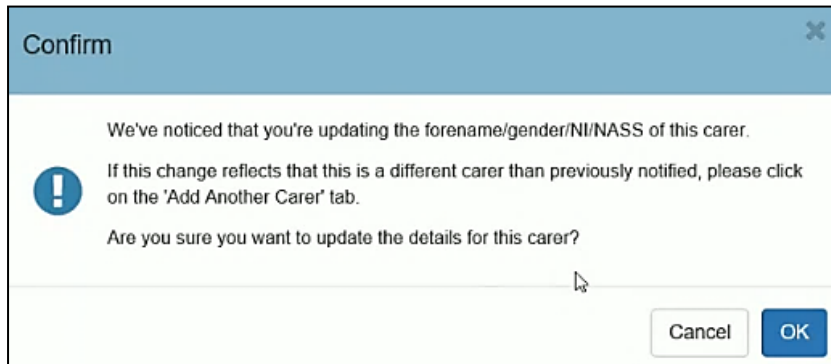 Confirm
We've noticed that you're updating the forename/gender/NI/NASS of this carer.
If this change reflects that this is a different carer than previously notified, please click
on the 'Add Another Carer' tab.
Are you sure you want to update the details for this carer?
Cancel OK